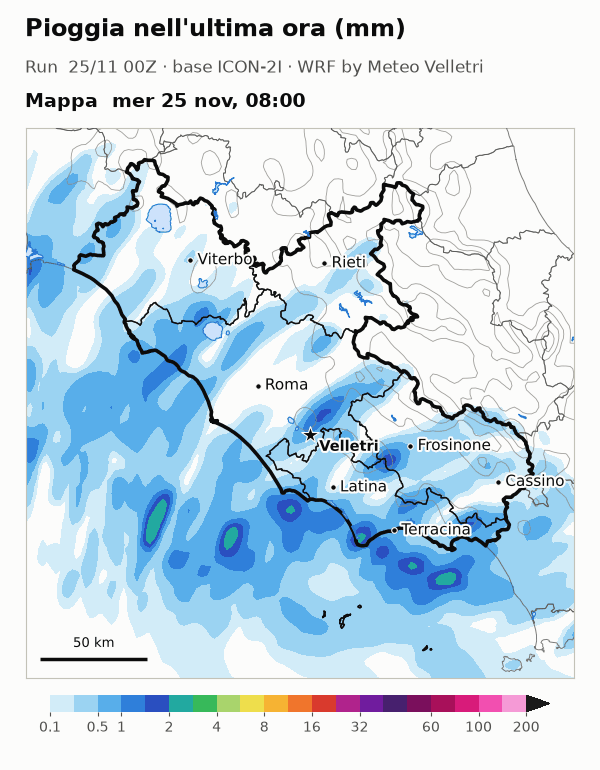 Pioggia nell'ultima ora (mm)
Run  25/11 00Z · base ICON-2I · WRF by Meteo Velletri
Mappa  mer 25 nov, 08:00
Viterbo
Rieti
Roma
Velletri
Frosinone
Latina
Cassino
Terracina
50 km
0.1 0.5 1 2 4 8 16 32 60 100 200